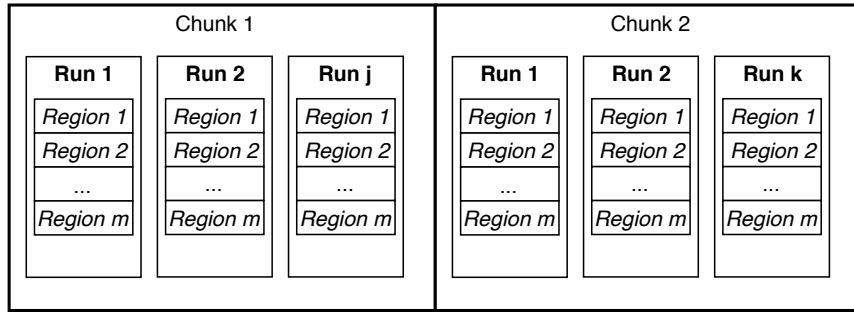 Chunk 1
Run 1
Region 1
Region 2
...
Region m
Run 2
Region 1
Region 2
...
Region m
Run j
Region 1
Region 2
...
Region m
Chunk 2
Run 1
Region 1
Region 2
...
Region m
Run 2
Region 1
Region 2
...
Region m
Run k
Region 1
Region 2
...
Region m